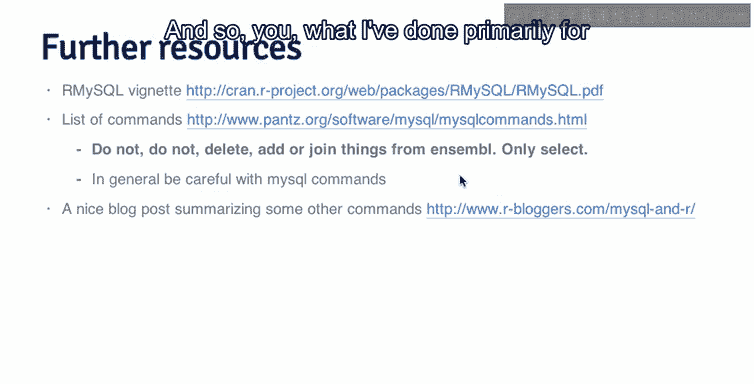 And so, you, what I've done primarily for
Further resources
· RMySQL vignette http://cran.r-project.org/web/packages/RMySQL/RMySQL.pdf
· List of commands http://www.pantz.org/software/mysql/mysqlcommands.html
- Do not, do not, delete, add or join things from ensembl. Only select.
- In general be careful with mysql commands
· A nice blog post summarizing some other commands http://www.r-bloggers.com/mysql-and-r/